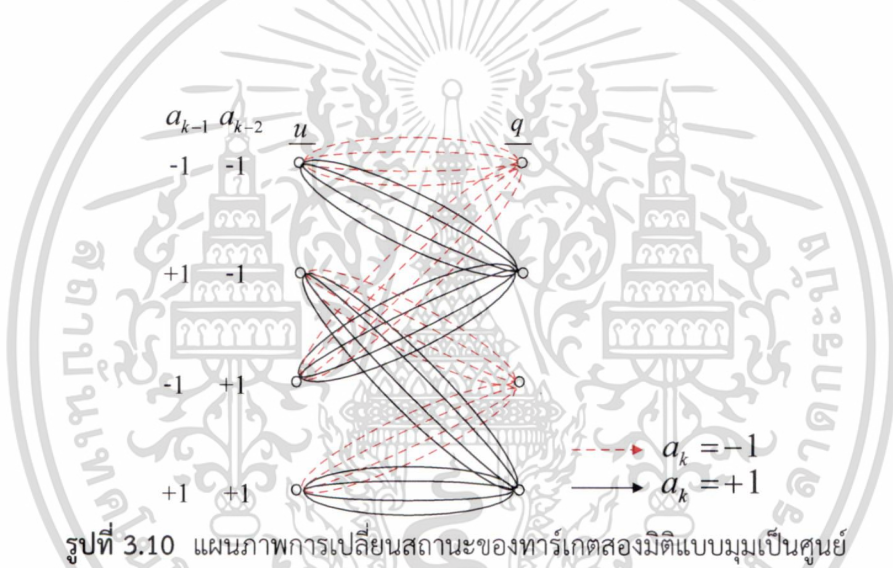 a_{k-1} a_{k-2} u q
-1 -1
+1 -1
-1 +1
+1 +1
a_k = -1
a_k = +1
รูปที่ 3.10 แผนภาพการเปลี่ยนสถานะของทาร์เกตสองมิติแบบมุมเป็นศูนย์